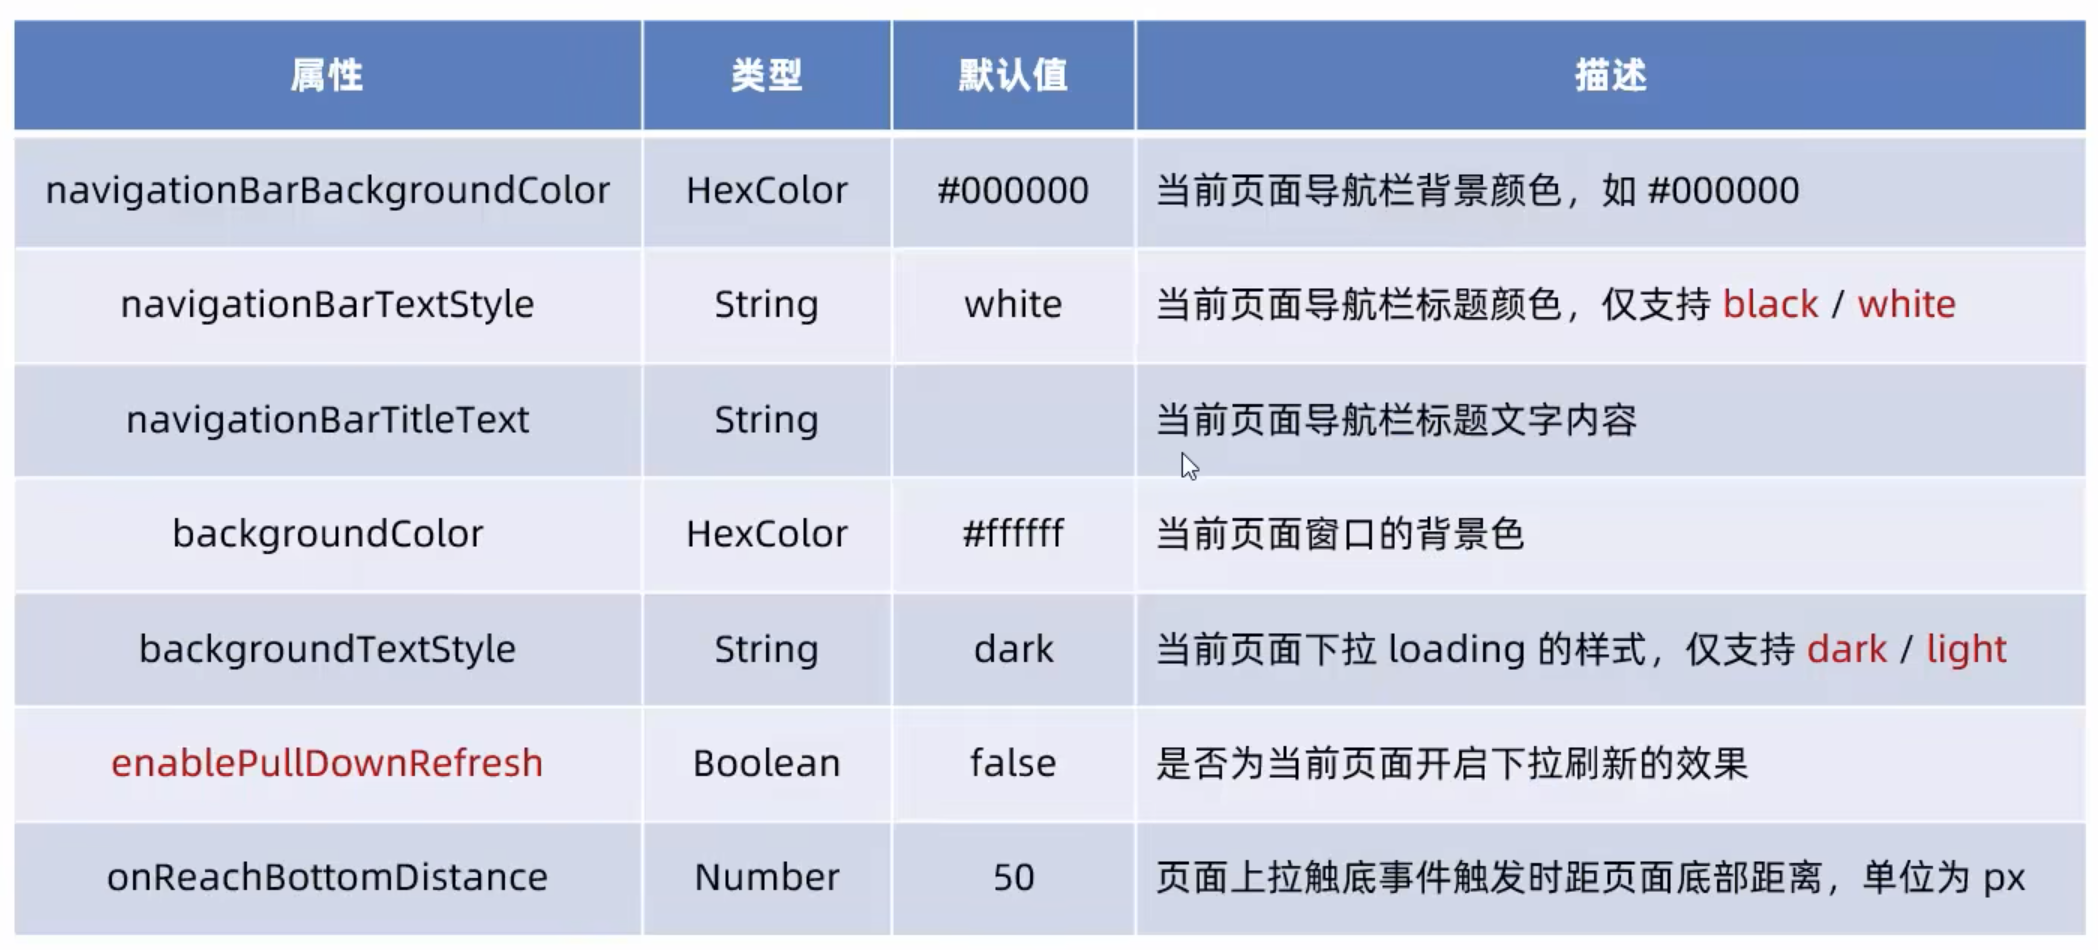 属性 类型 默认值 描述
navigationBarBackgroundColor HexColor #000000 当前页面导航栏背景颜色，如 #000000
navigationBarTextStyle String white 当前页面导航栏标题颜色，仅支持 black / white
navigationBarTitleText String 当前页面导航栏标题文字内容
backgroundColor HexColor #ffffff 当前页面窗口的背景色
backgroundTextStyle String dark 当前页面下拉 loading 的样式，仅支持 dark / light
enablePullDownRefresh Boolean false 是否为当前页面开启下拉刷新的效果
onReachBottomDistance Number 50 页面上拉触底事件触发时距页面底部距离，单位为 px